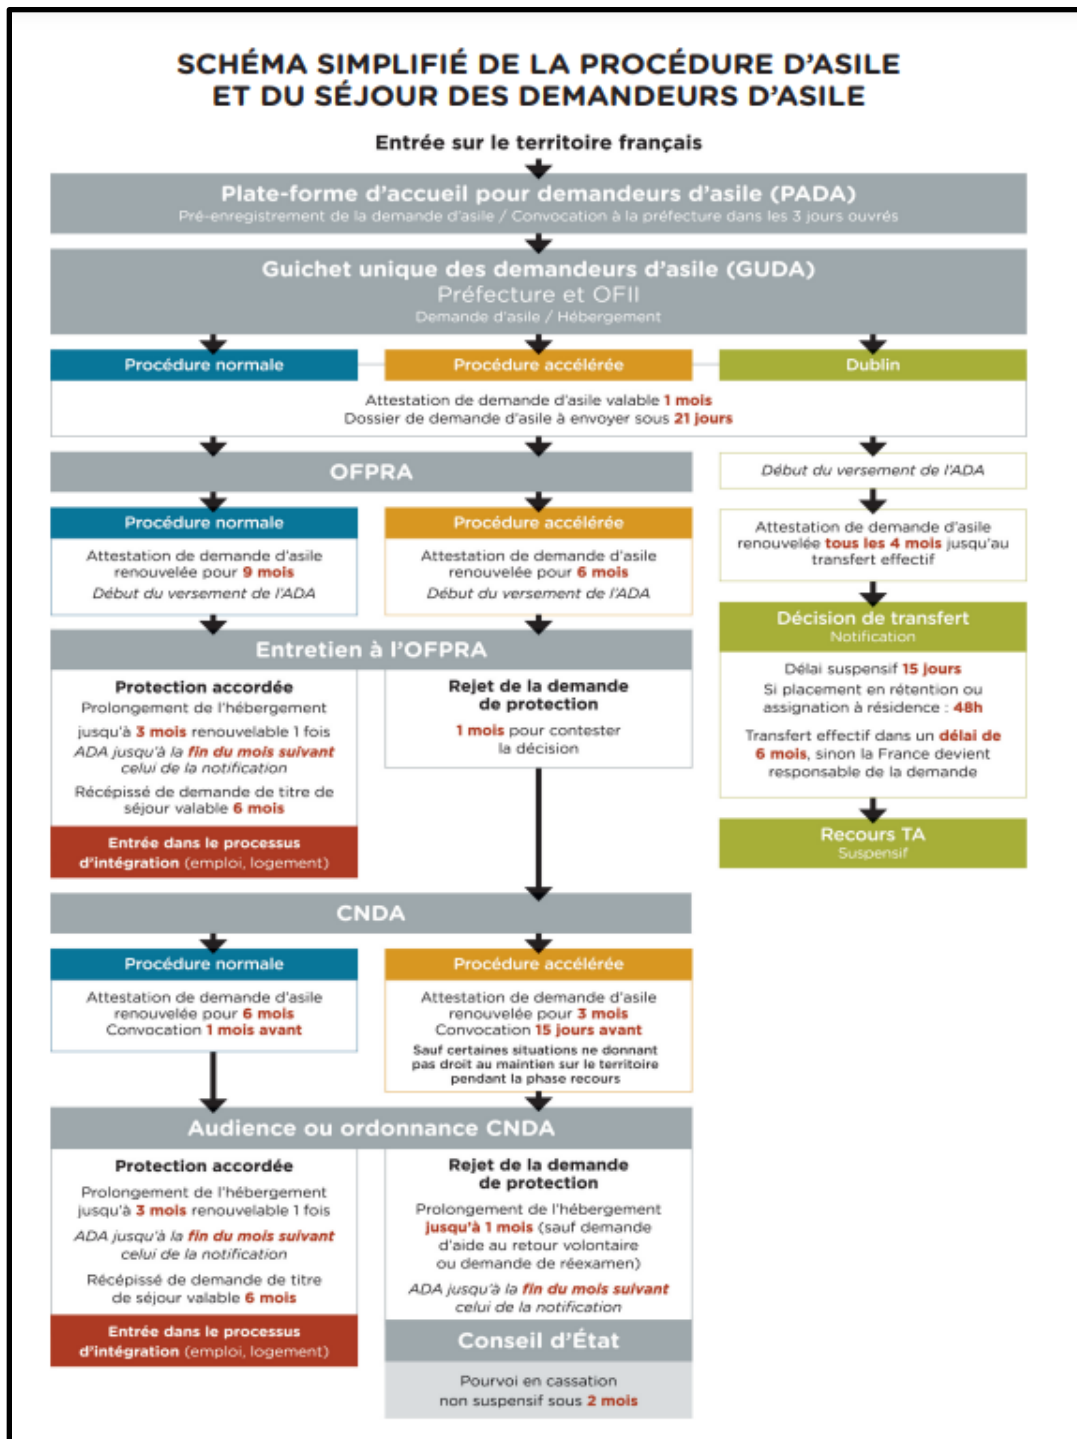 SCHÉMA SIMPLIFIÉ DE LA PROCÉDURE D'ASILE
ET DU SÉJOUR DES DEMANDEURS D'ASILE
Entrée sur le territoire français
Plate-forme d'accueil pour demandeurs d'asile (PADA)
Pré-enregistrement de la demande d'asile / Convocation à la préfecture dans les 3 jours ouvrés
Guichet unique des demandeurs d'asile (GUDA)
Préfecture et OFII
Demande d'asile / Hébergement
Procédure normale
Procédure accélérée
Dublin
Attestation de demande d'asile valable 1 mois
Dossier de demande d'asile à envoyer sous 21 jours
OFPRA
Procédure normale
Attestation de demande d'asile
renouvelée pour 9 mois
Début du versement de l'ADA
Procédure accélérée
Attestation de demande d'asile
renouvelée pour 6 mois
Début du versement de l'ADA
Entretien à l'OFPRA
Protection accordée
Prolongement de l'hébergement
jusqu'à 3 mois renouvelable 1 fois
ADA jusqu'à la fin du mois suivant
celui de la notification
Récépissé de demande de titre de
séjour valable 6 mois
Entrée dans le processus
d'intégration (emploi, logement)
Rejet de la demande
de protection
1 mois pour contester
la décision
Début du versement de l'ADA
Attestation de demande d'asile
renouvelée tous les 4 mois jusqu'au
transfert effectif
Décision de transfert
Notification
Délai suspensif 15 jours
Si placement en rétention ou
assignation à résidence : 48h
Transfert effectif dans un délai de
6 mois, sinon la France devient
responsable de la demande
Recours TA
Suspensif
CNDA
Procédure normale
Attestation de demande d'asile
renouvelée pour 6 mois
Convocation 1 mois avant
Procédure accélérée
Attestation de demande d'asile
renouvelée pour 3 mois
Convocation 15 jours avant
Sauf certaines situations ne donnant
pas droit au maintien sur le territoire
pendant la phase recours
Audience ou ordonnance CNDA
Protection accordée
Prolongement de l'hébergement
jusqu'à 3 mois renouvelable 1 fois
ADA jusqu'à la fin du mois suivant
celui de la notification
Récépissé de demande de titre
de séjour valable 6 mois
Entrée dans le processus
d'intégration (emploi, logement)
Rejet de la demande
de protection
Prolongement de l'hébergement
jusqu'à 1 mois (sauf demande
d'aide au retour volontaire
ou demande de réexamen)
ADA jusqu'à la fin du mois suivant
celui de la notification
Conseil d'État
Pourvoi en cassation
non suspensif sous 2 mois